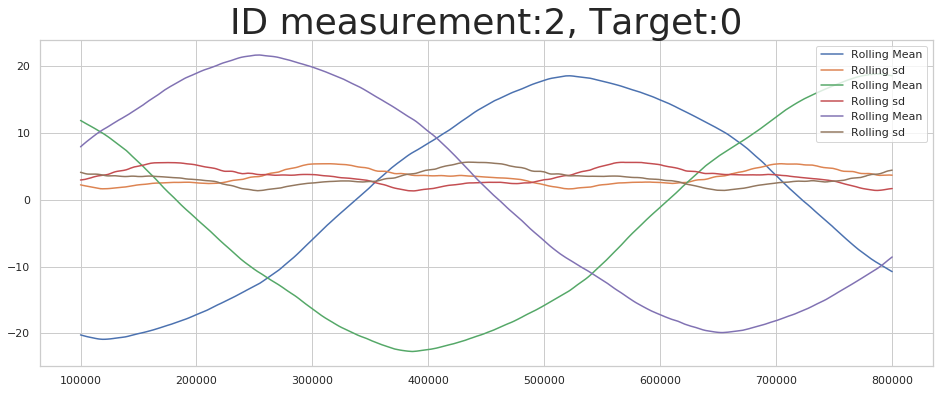 ID measurement:2, Target:0
20
10
0
−10
−20
Rolling Mean
Rolling sd
Rolling Mean
Rolling sd
Rolling Mean
Rolling sd
100000 200000 300000 400000 500000 600000 700000 800000